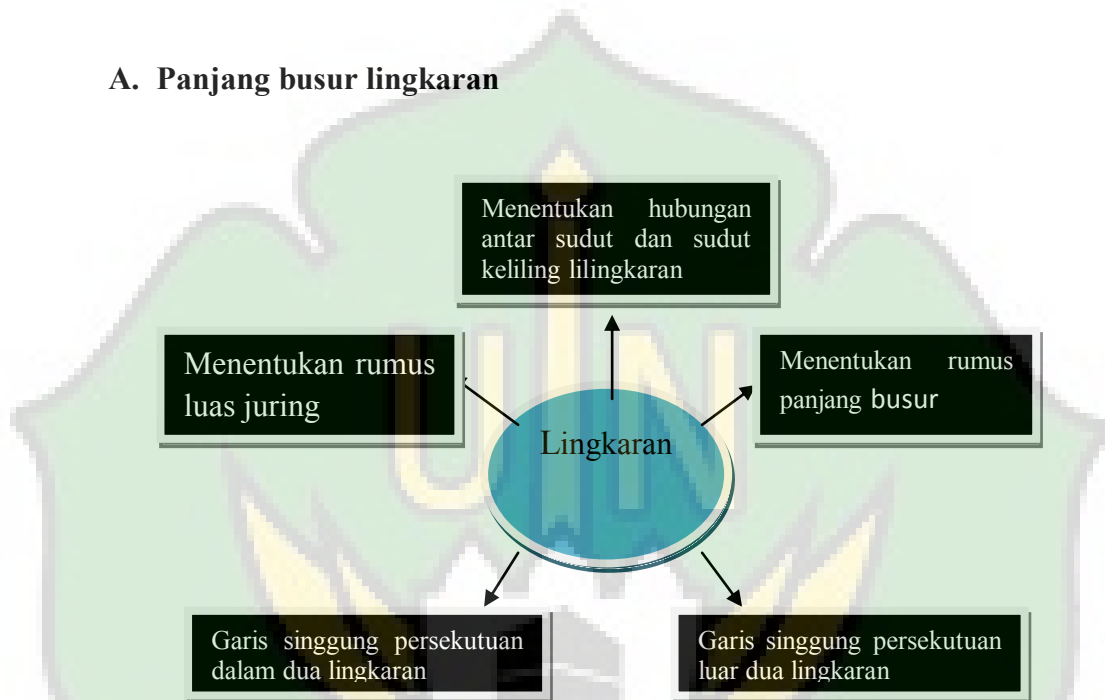 A. Panjang busur lingkaran
Menentukan hubungan
antar sudut dan sudut
keliling lilingkaran
Menentukan rumus
luas juring
Menentukan rumus
panjang busur
Lingkaran
Garis singgung persekutuan
dalam dua lingkaran
Garis singgung persekutuan
luar dua lingkaran
UIN